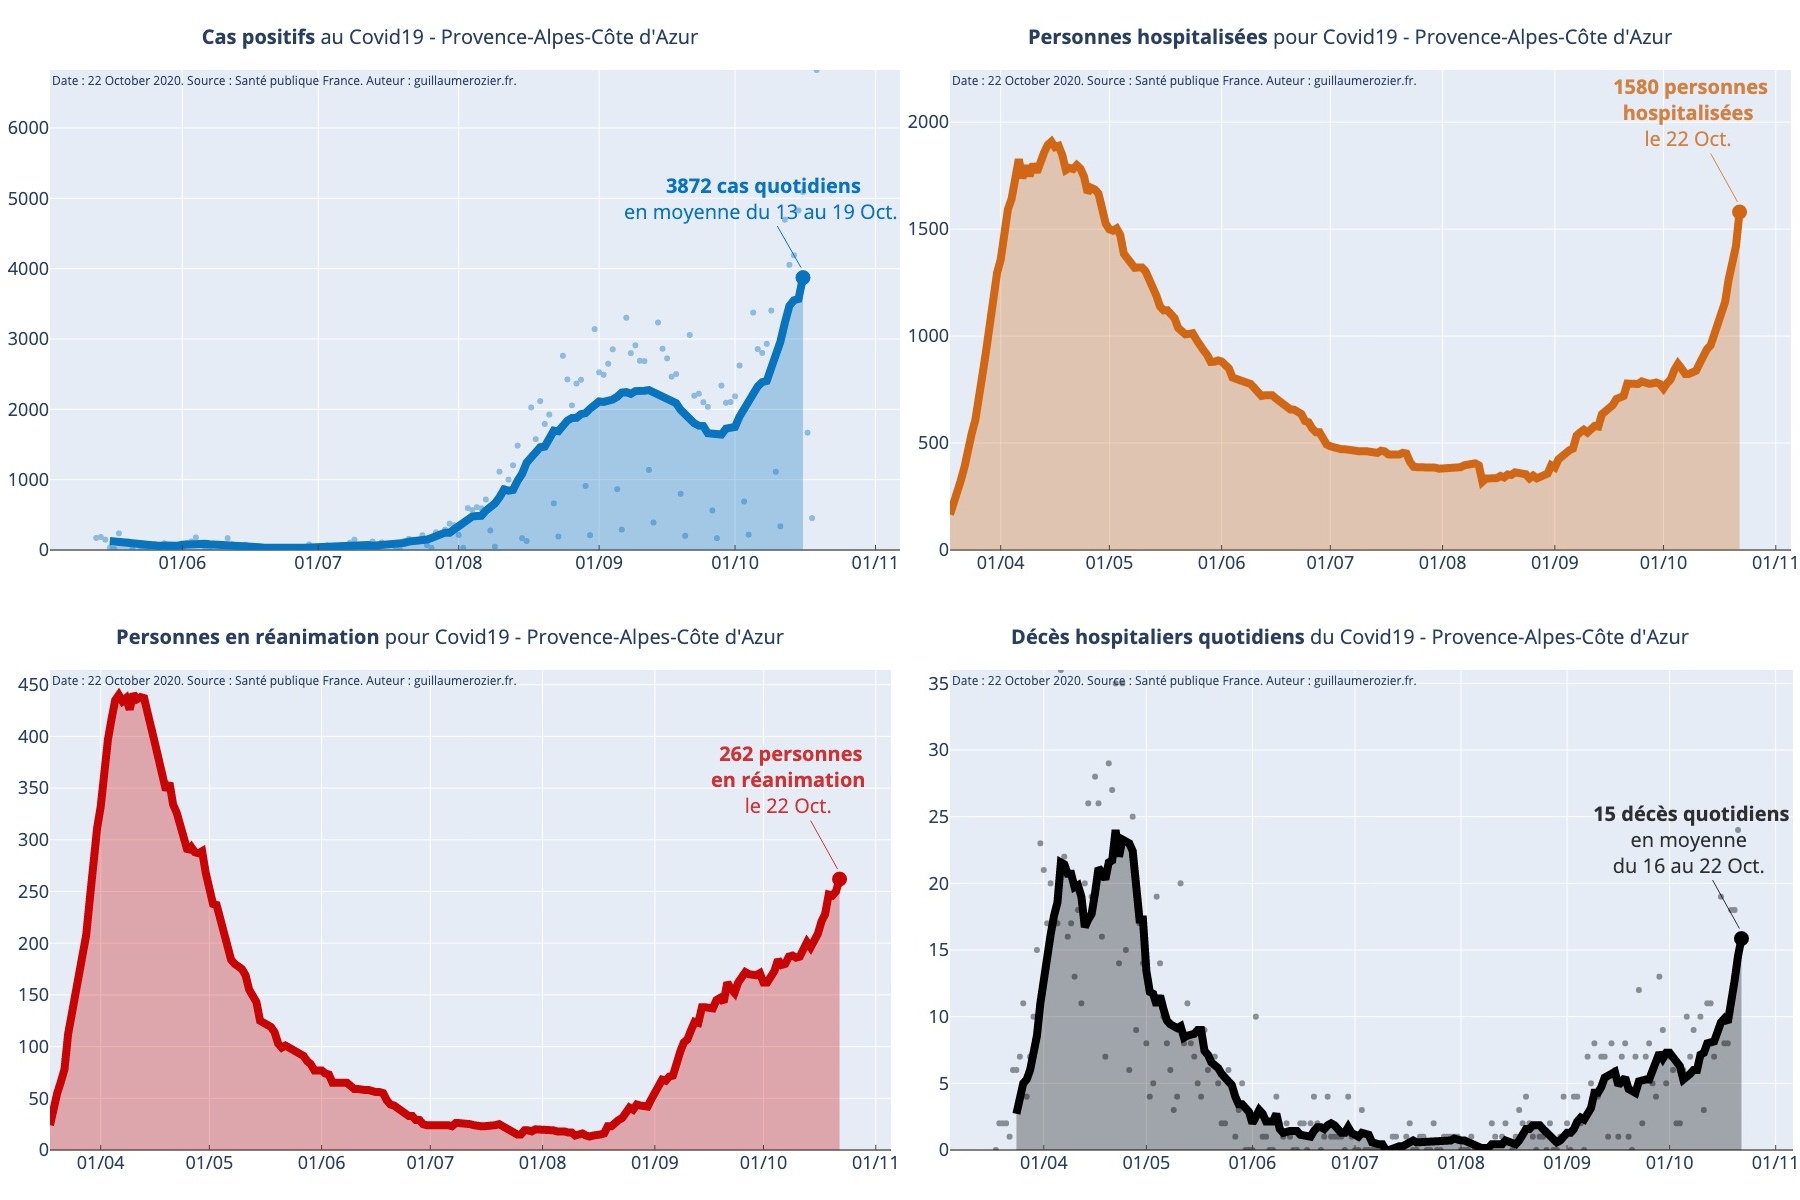 Cas positifs au Covid19 - Provence-Alpes-Côte d'Azur
Date : 22 October 2020. Source : Santé publique France. Auteur : guillaumerozier.fr.
6000
5000
4000
3000
2000
1000
0
3872 cas quotidiens
en moyenne du 13 au 19 Oct.
01/06 01/07 01/08 01/09 01/10 01/11
Personnes hospitalisées pour Covid19 - Provence-Alpes-Côte d'Azur
Date : 22 October 2020. Source : Santé publique France. Auteur : guillaumerozier.fr.
1580 personnes
hospitalisées
le 22 Oct.
2000
1500
1000
500
0
01/04 01/05 01/06 01/07 01/08 01/09 01/10 01/11
Personnes en réanimation pour Covid19 - Provence-Alpes-Côte d'Azur
Date : 22 October 2020. Source : Santé publique France. Auteur : guillaumerozier.fr.
450
400
350
300
250
200
150
100
50
0
262 personnes
en réanimation
le 22 Oct.
01/04 01/05 01/06 01/07 01/08 01/09 01/10 01/11
Décès hospitaliers quotidiens du Covid19 - Provence-Alpes-Côte d'Azur
Date : 22 October 2020. Source : Santé publique France. Auteur : guillaumerozier.fr.
35
30
25
20
15
10
5
0
15 décès quotidiens
en moyenne
du 16 au 22 Oct.
01/04 01/05 01/06 01/07 01/08 01/09 01/10 01/11